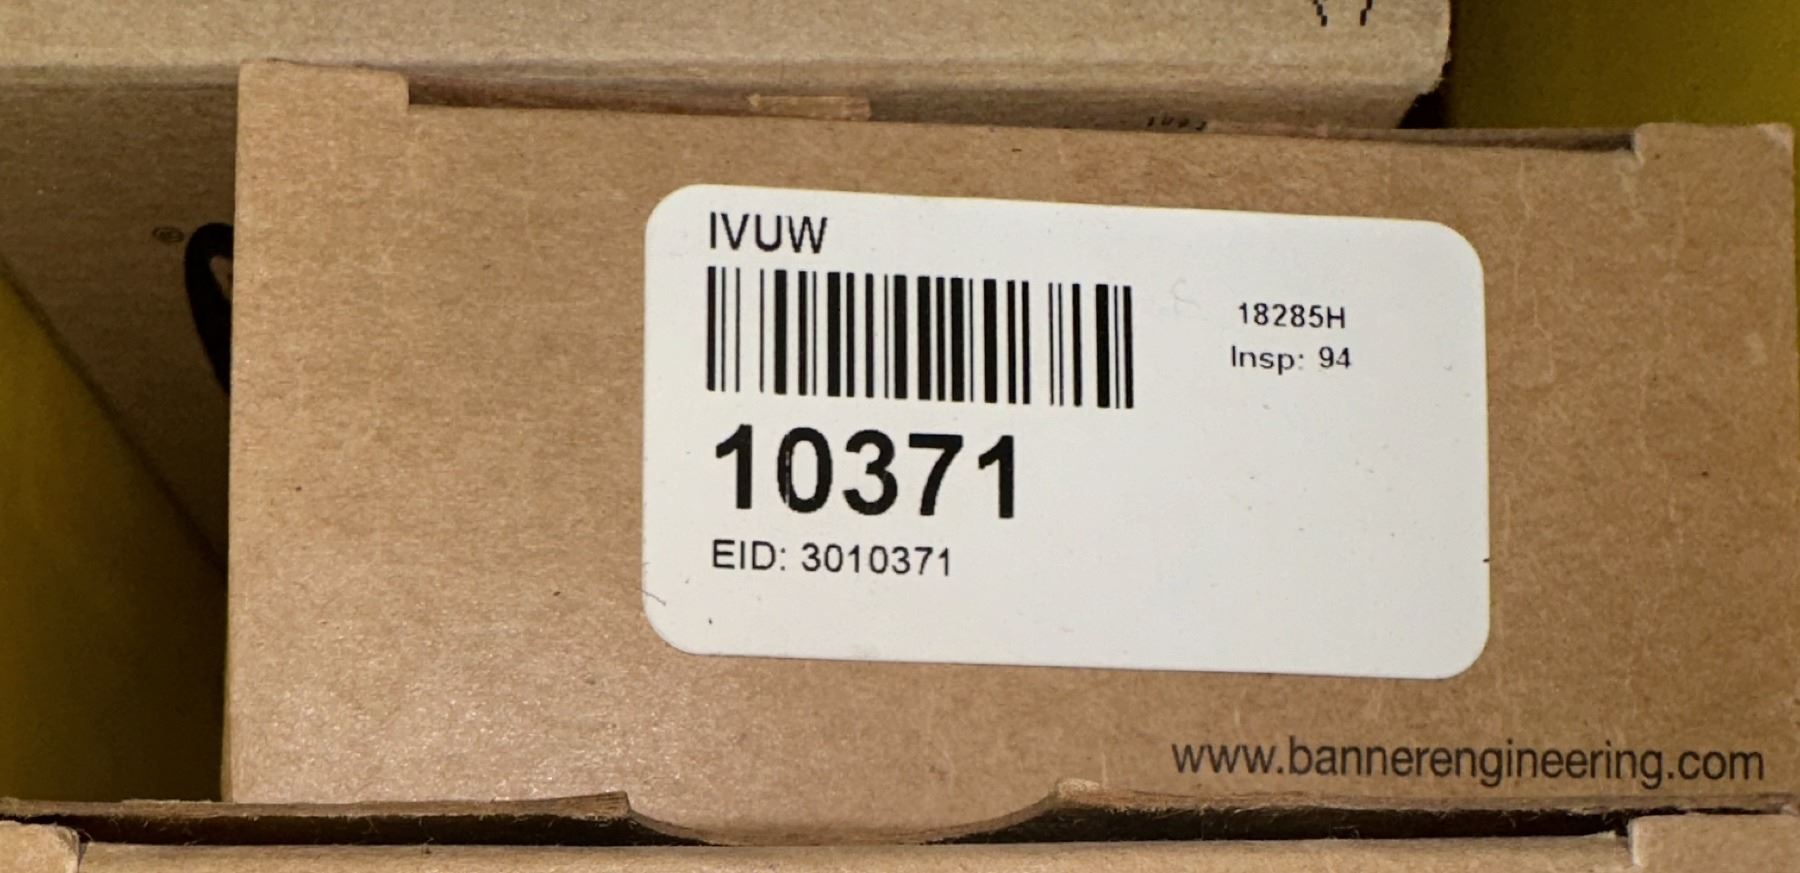 ®
IVUW
18285H
Insp: 94
10371
EID: 3010371
www.bannerengineering.com